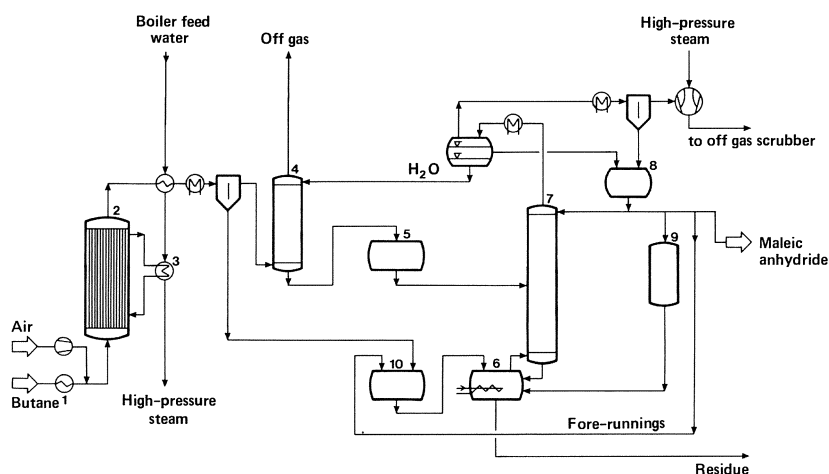 Boiler feed
water
Off gas
High-pressure
steam
to off gas scrubber
H₂O
4
8
2
7
5
9
3
Maleic
anhydride
Air
10
6
Butane 1
High-pressure
steam
Fore-runnings
Residue